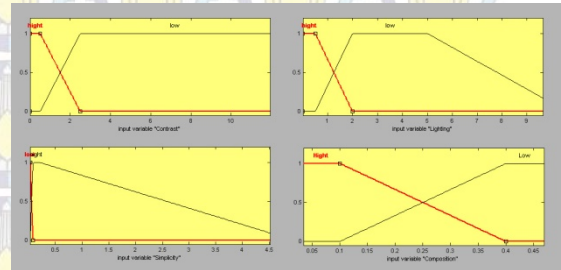 Hight low
1
0.5
0
0 2 4 6 8 10
input variable "Contrast"
Hight low
1
0.5
0
1 2 3 4 5 6 7 8 9
input variable "Lighting"
1
0.5
0
0.5 1 1.5 2 2.5 3 3.5 4 4.5
input variable "Simplicity"
Hight Low
1
0.5
0
0.05 0.1 0.15 0.2 0.25 0.3 0.35 0.4 0.45
input variable "Composition"